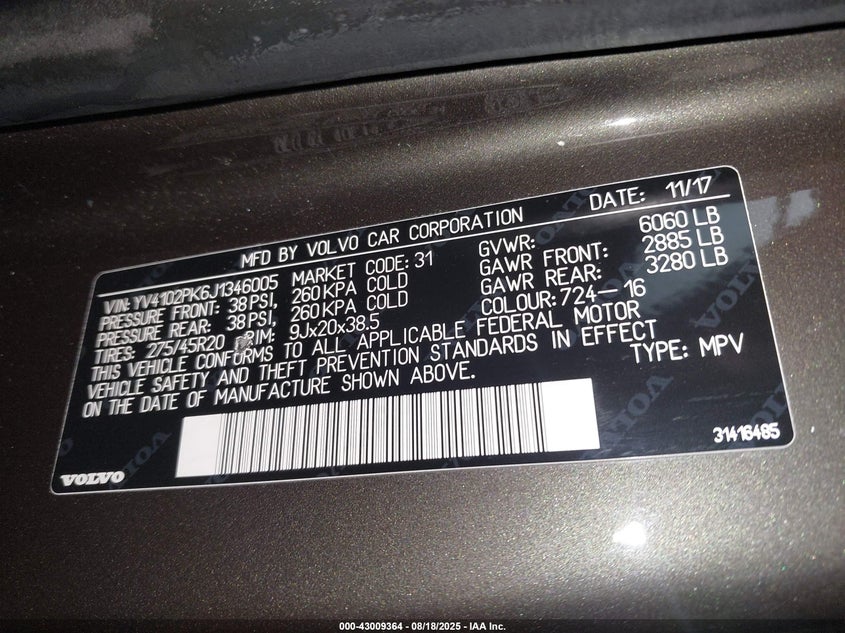 MFD BY VOLVO CAR CORPORATION DATE: 11/17
VIN: YV4102PK6J1346005 MARKET CODE: 31 GVWR: 6060 LB
PRESSURE FRONT: 38 PSI, 260 KPA COLD GAWR FRONT: 2885 LB
PRESSURE REAR: 38 PSI, 260 KPA COLD GAWR REAR: 3280 LB
TIRES: 275/45R20 RIM: 9Jx20x38.5 COLOUR: 724-16
THIS VEHICLE CONFORMS TO ALL APPLICABLE FEDERAL MOTOR
VEHICLE SAFETY AND THEFT PREVENTION STANDARDS IN EFFECT
ON THE DATE OF MANUFACTURE SHOWN ABOVE. TYPE: MPV
31416485
VOLVO
000-43009364 - 08/18/2025 - IAA Inc.